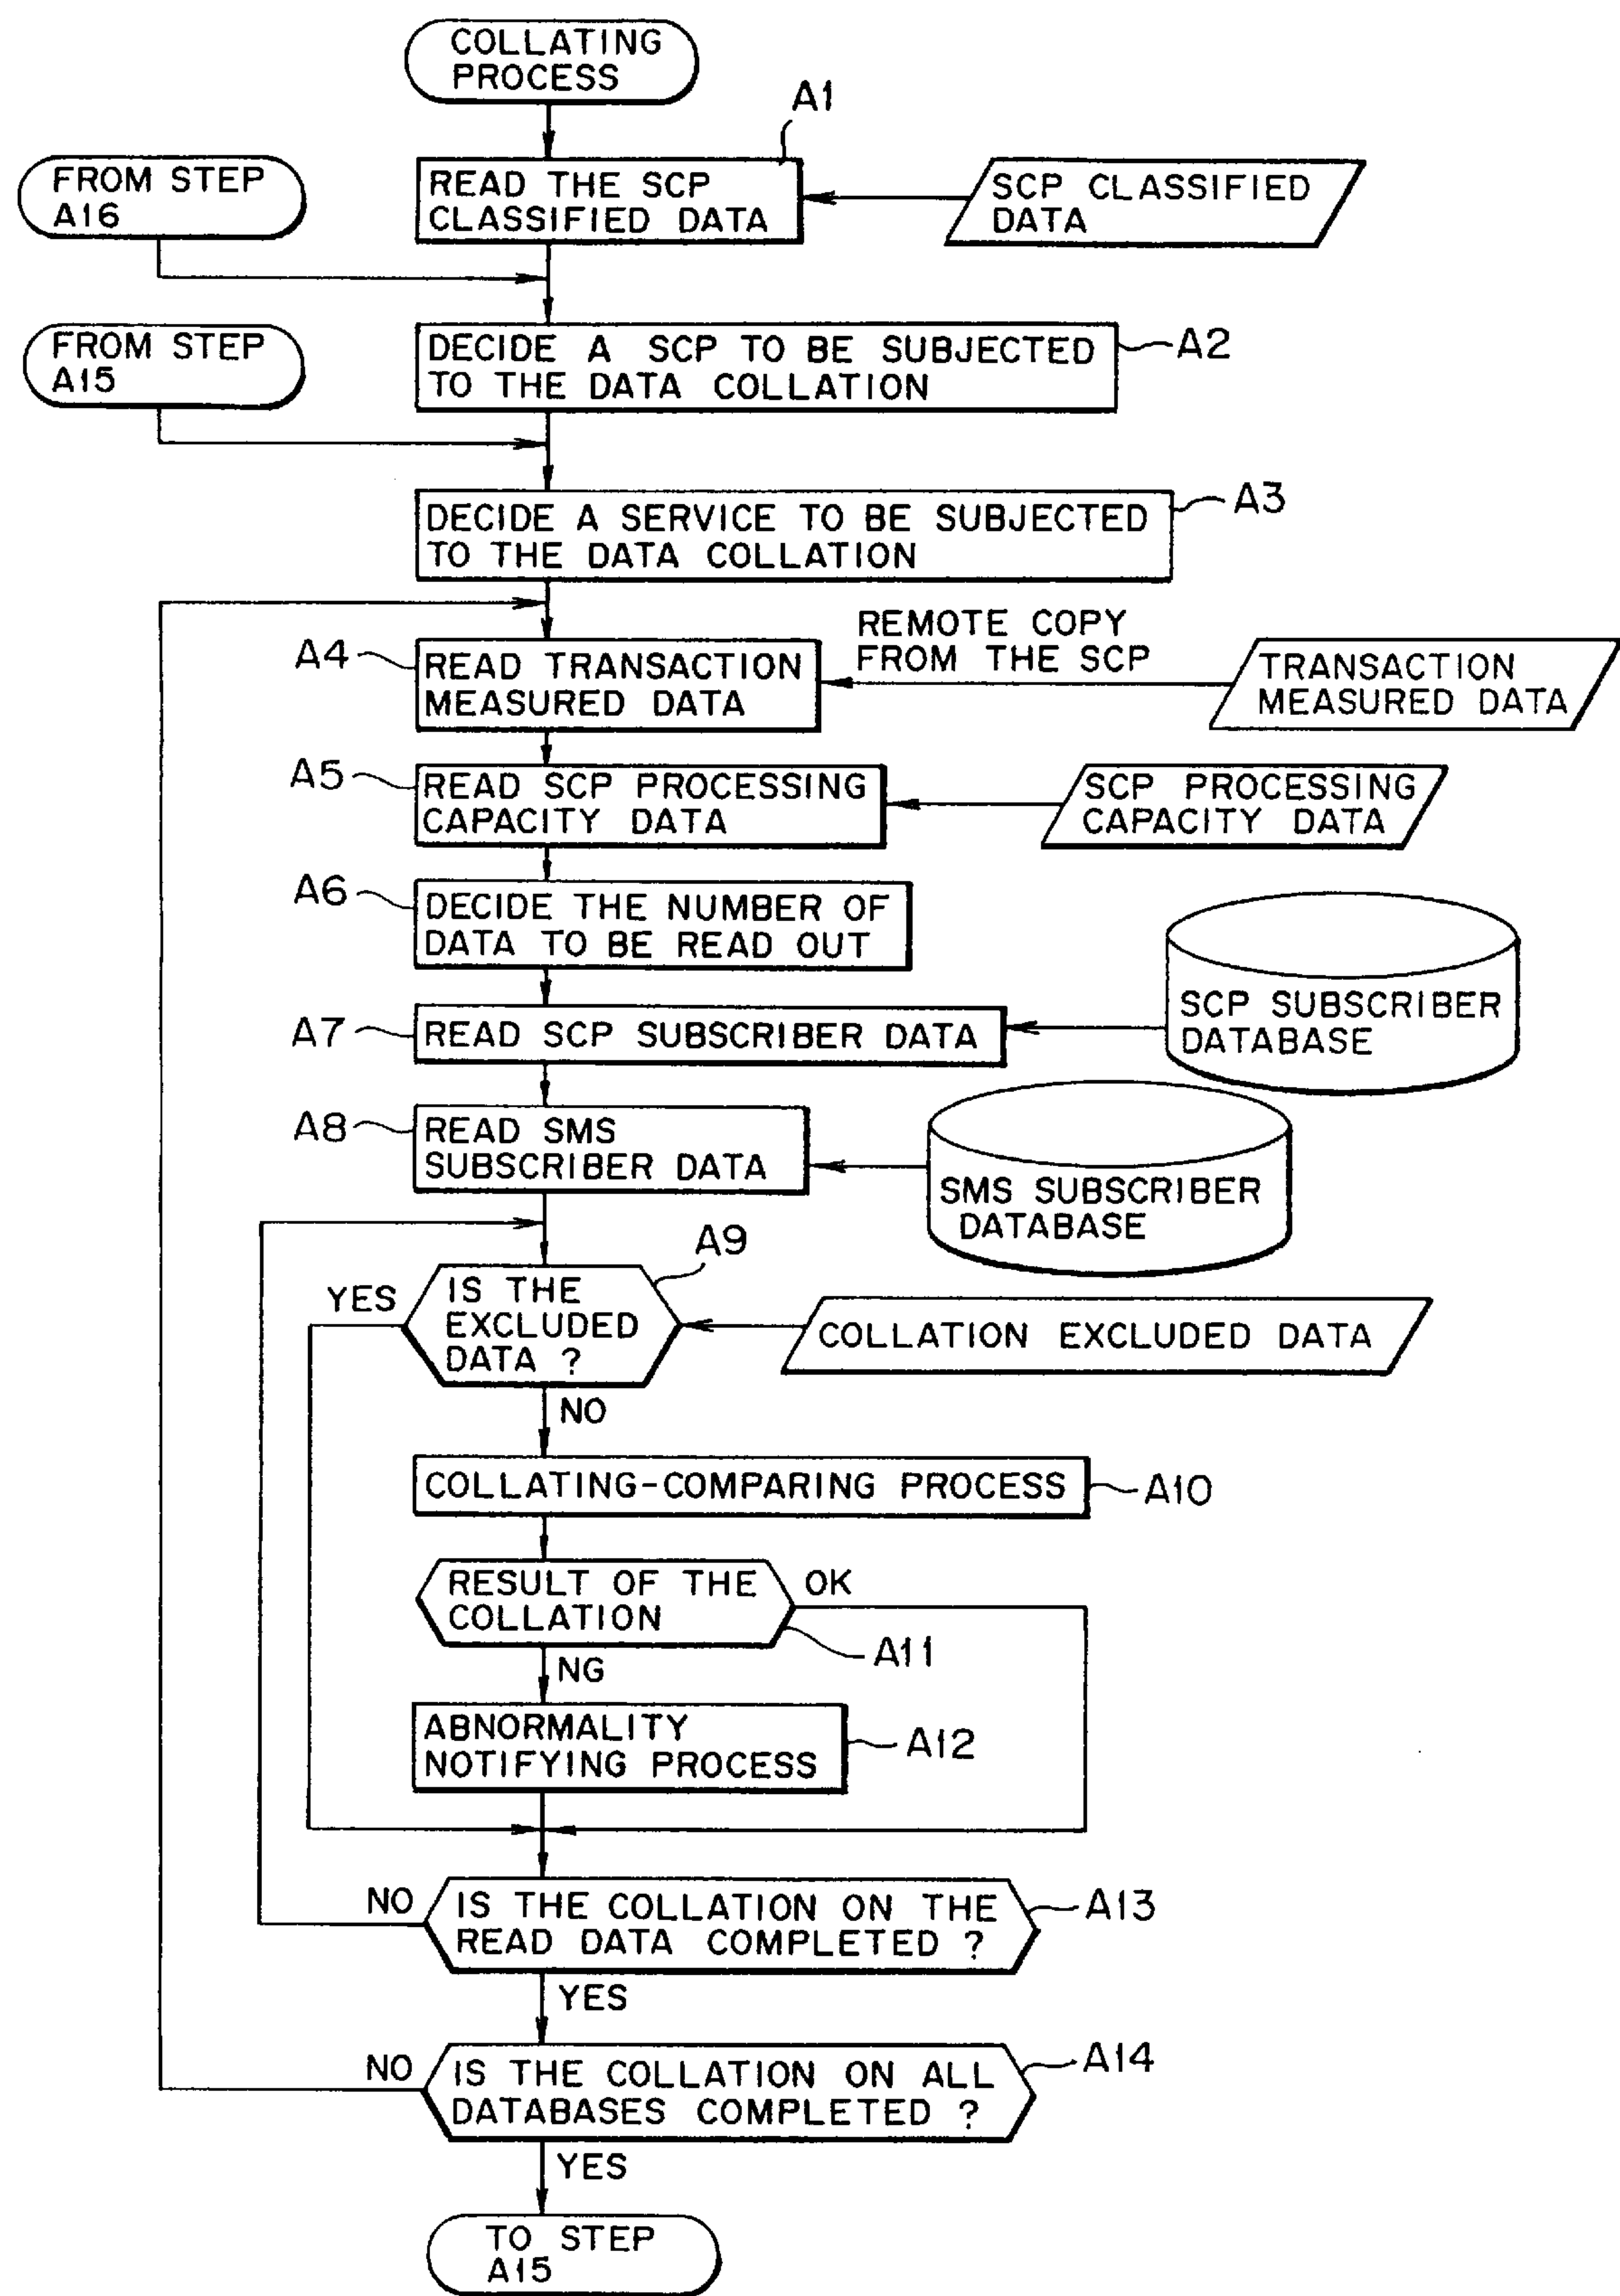 COLLATING
PROCESS
A1
FROM STEP
A16
READ THE SCP
CLASSIFIED DATA
SCP CLASSIFIED
DATA
FROM STEP
A15
DECIDE A SCP TO BE SUBJECTED
TO THE DATA COLLATION
A2
DECIDE A SERVICE TO BE SUBJECTED
TO THE DATA COLLATION
A3
A4
READ TRANSACTION
MEASURED DATA
REMOTE COPY
FROM THE SCP
TRANSACTION
MEASURED DATA
A5
READ SCP PROCESSING
CAPACITY DATA
SCP PROCESSING
CAPACITY DATA
A6
DECIDE THE NUMBER OF
DATA TO BE READ OUT
A7
READ SCP SUBSCRIBER DATA
SCP SUBSCRIBER
DATABASE
A8
READ SMS
SUBSCRIBER DATA
SMS SUBSCRIBER
DATABASE
A9
YES
IS THE
EXCLUDED
DATA ?
COLLATION EXCLUDED DATA
NO
COLLATING-COMPARING PROCESS
A10
RESULT OF THE
COLLATION
OK
A11
NG
ABNORMALITY
NOTIFYING PROCESS
A12
NO
IS THE COLLATION ON THE
READ DATA COMPLETED ?
A13
YES
NO
IS THE COLLATION ON ALL
DATABASES COMPLETED ?
A14
YES
TO STEP
A15